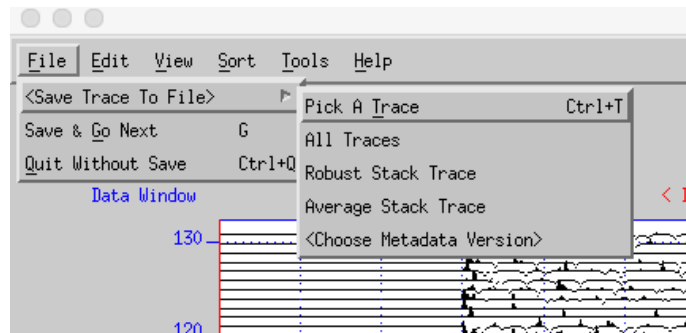 File Edit View Sort Tools Help
<Save Trace To File>
Save & Go Next G
Quit Without Save Ctrl+Q
Pick A Trace Ctrl+T
All Traces
Robust Stack Trace
Average Stack Trace
<Choose Metadata Version>
Data Window
<
130
120